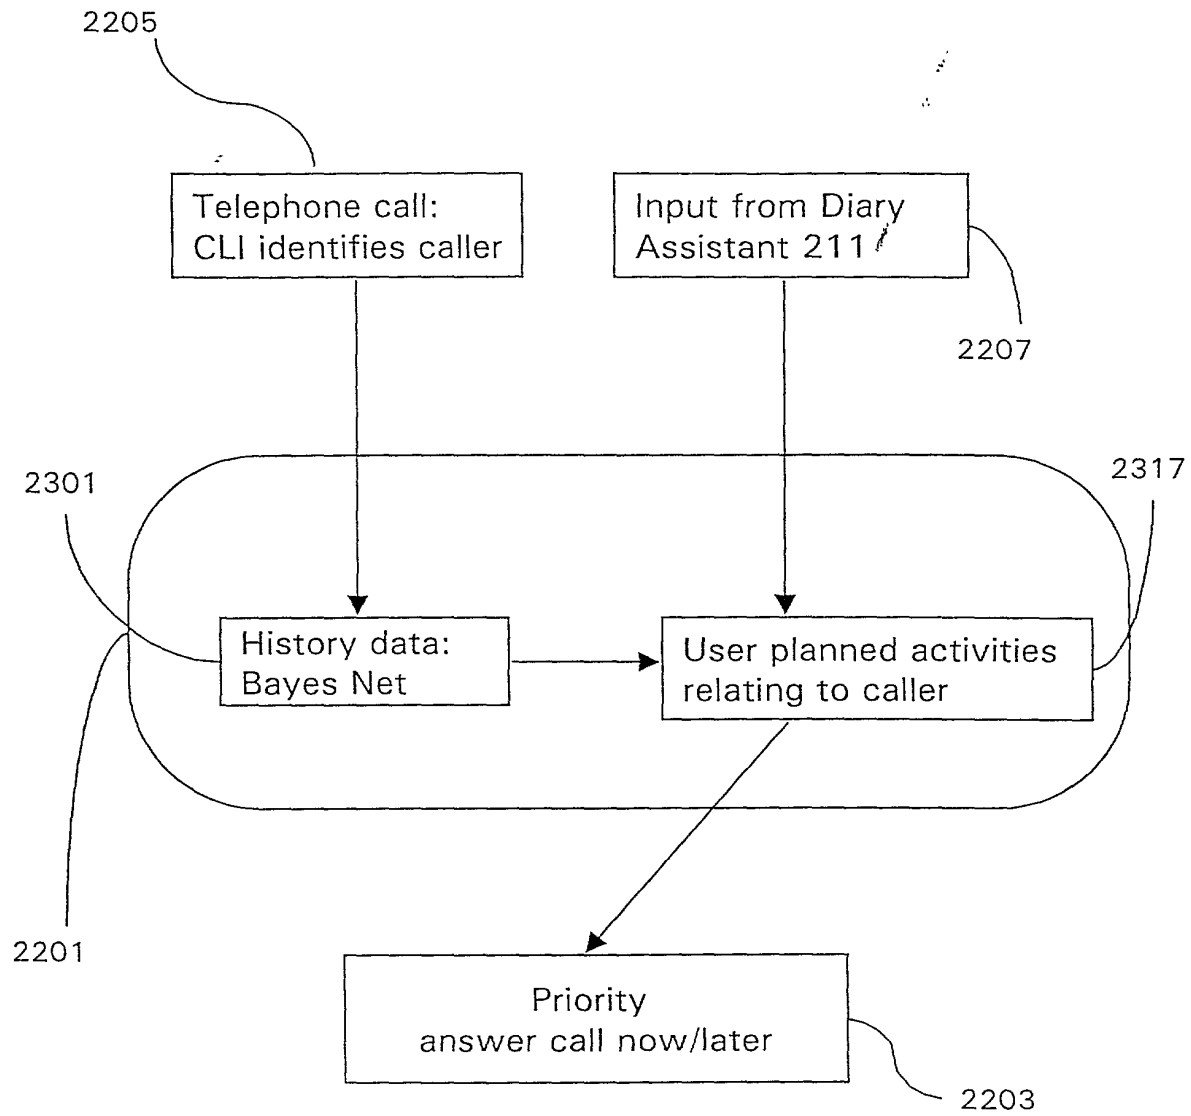 2205
Telephone call:
CLI identifies caller
Input from Diary
Assistant 211
2207
2301
2317
History data:
Bayes Net
User planned activities
relating to caller
2201
Priority
answer call now/later
2203